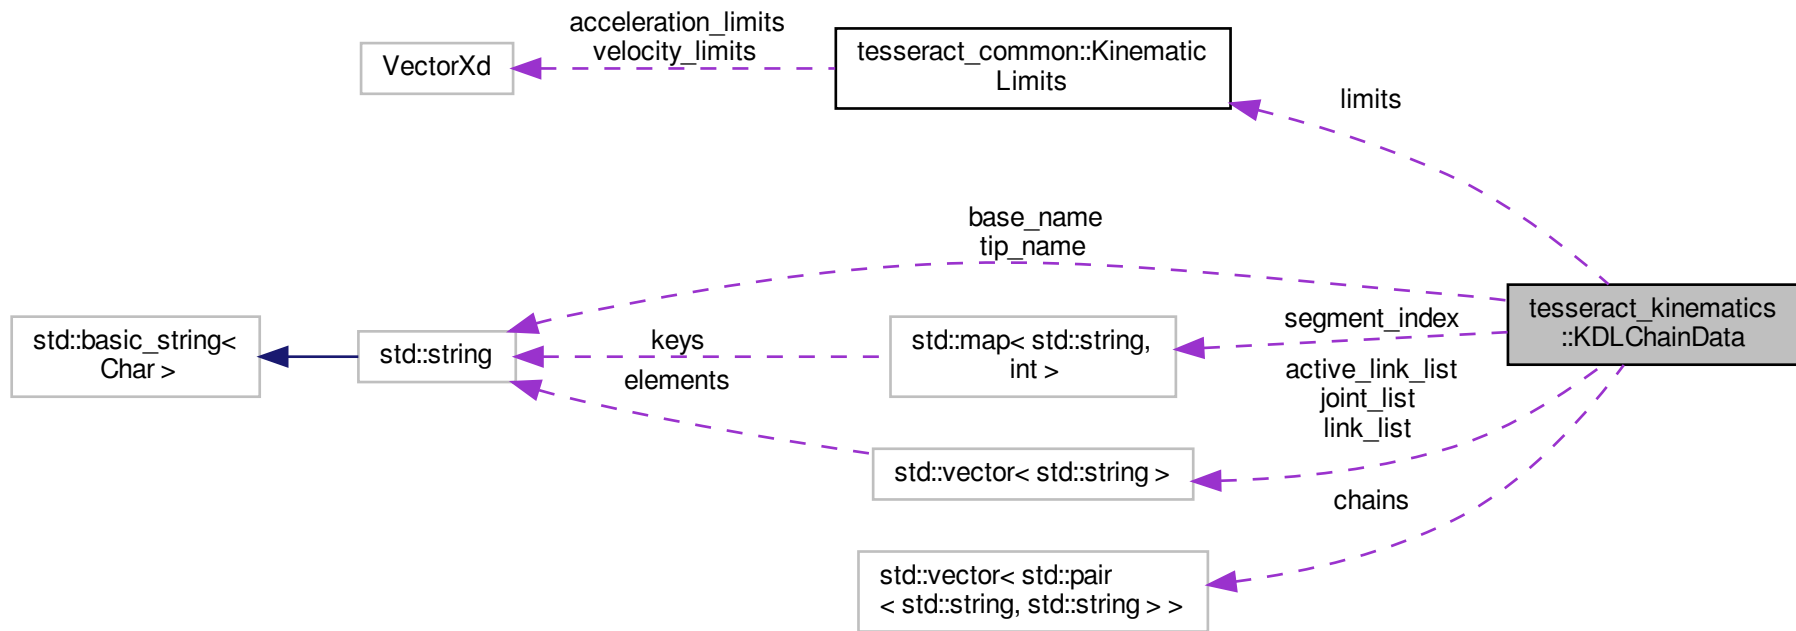 acceleration_limits
velocity_limits
VectorXd
tesseract_common::Kinematic
Limits
limits
base_name
tip_name
tesseract_kinematics
::KDLChainData
std::basic_string<
Char >
std::string
keys
elements
std::map< std::string,
int >
segment_index
active_link_list
joint_list
link_list
std::vector< std::string >
chains
std::vector< std::pair
< std::string, std::string > >